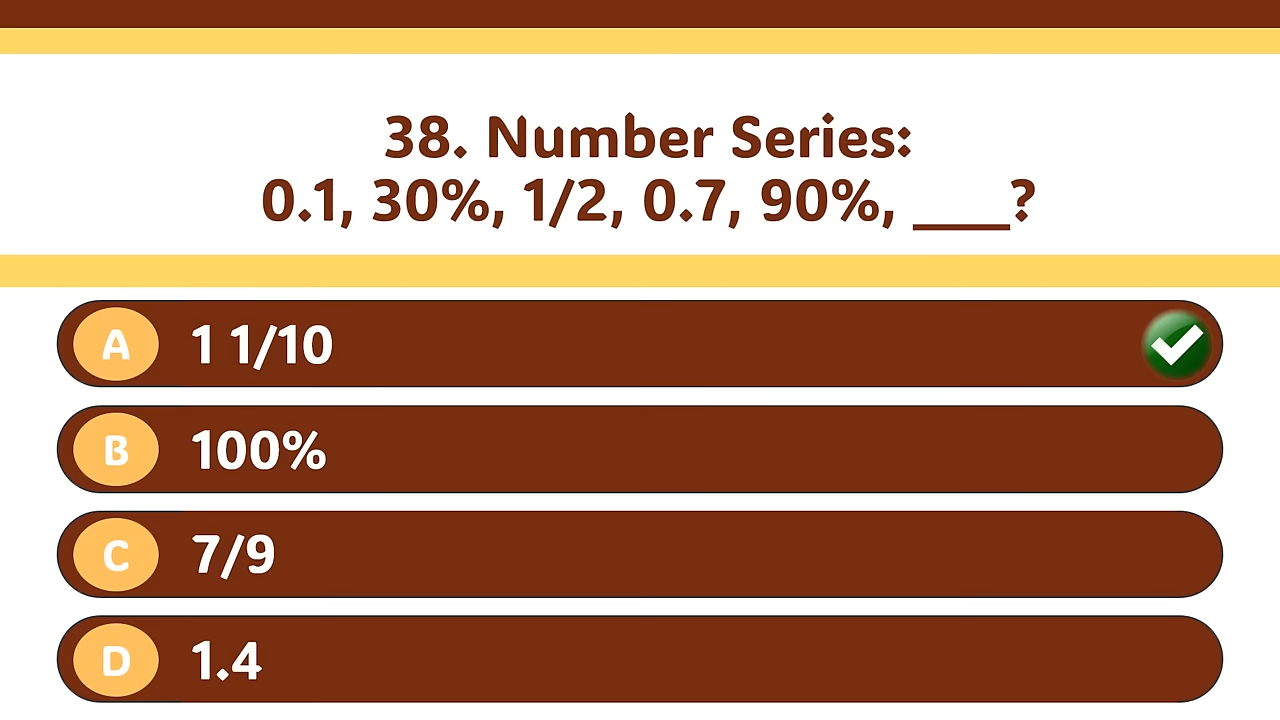 38. Number Series:
0.1, 30%, 1/2, 0.7, 90%, ____?
A 1 1/10
B 100%
C 7/9
D 1.4